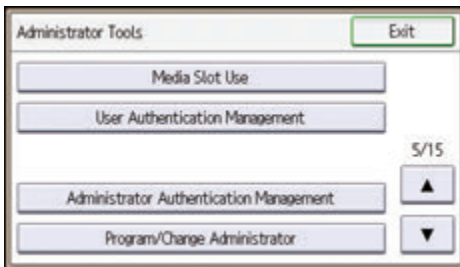 Administrator Tools
Exit
Media Slot Use
User Authentication Management
5/15
▲
Administrator Authentication Management
Program/Change Administrator
▼